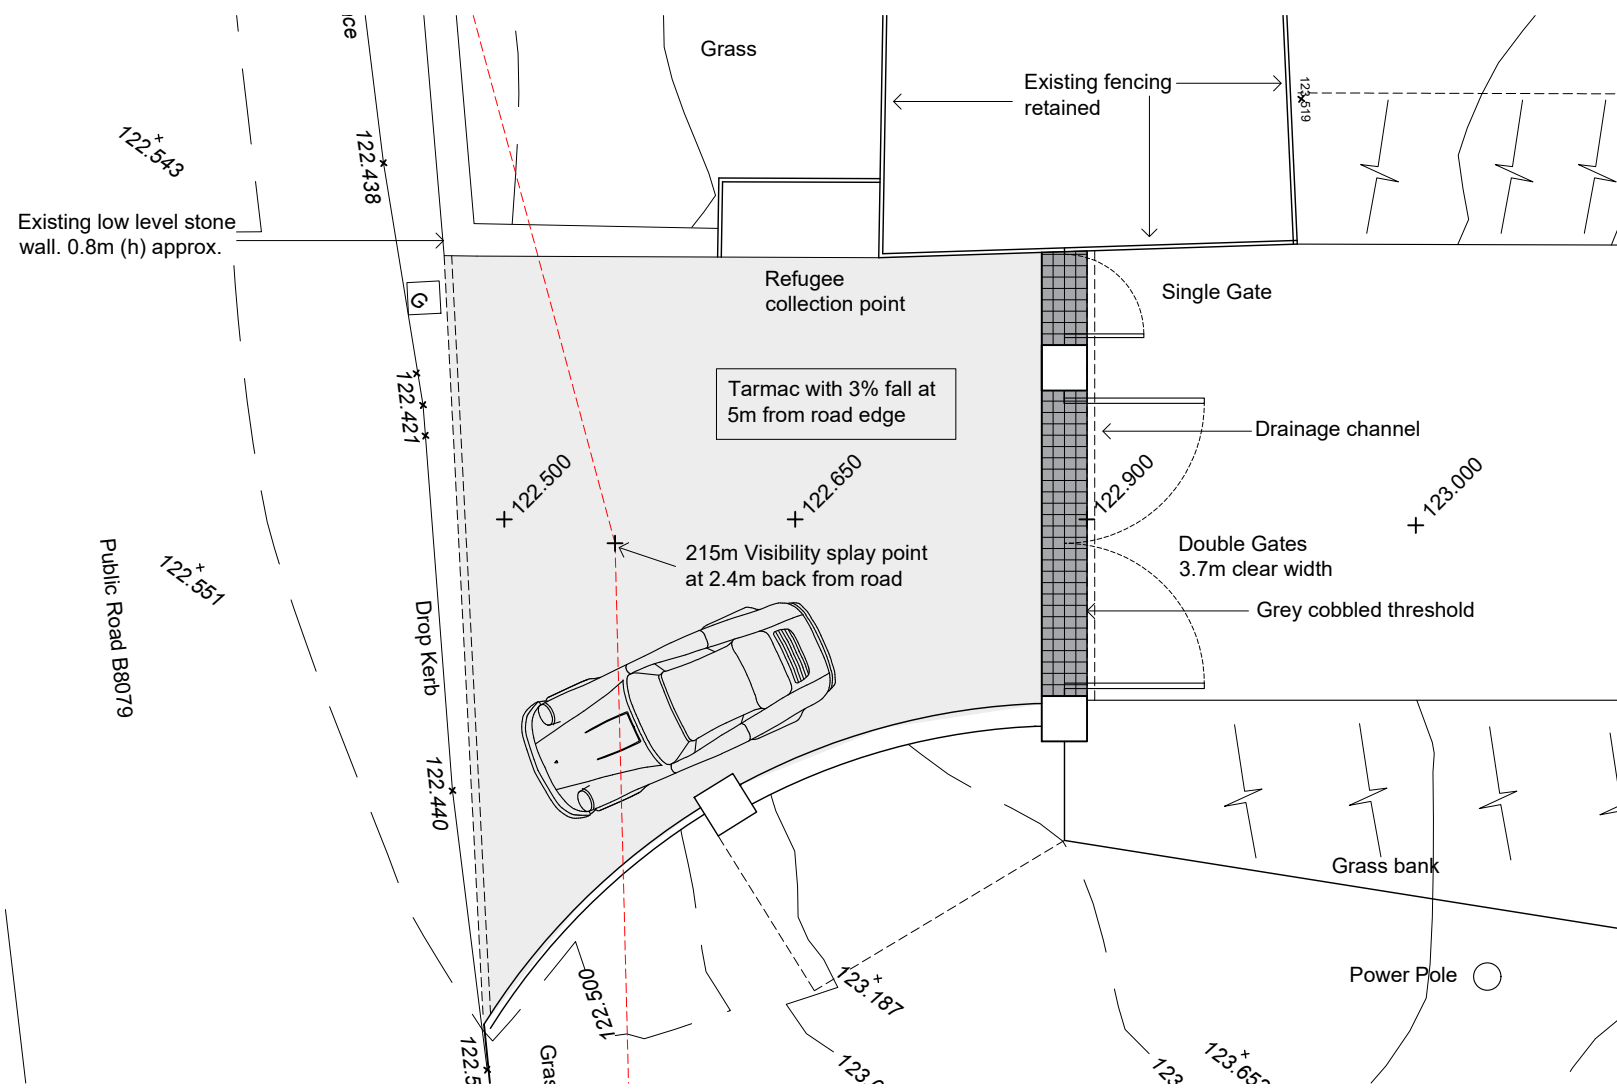 Grass
Existing fencing
retained
123.519
122.543
122.438
Existing low level stone
wall. 0.8m (h) approx.
G
Refugee
collection point
Single Gate
Tarmac with 3% fall at
5m from road edge
122.421
Drainage channel
122.500
122.650
122.900
123.000
215m Visibility splay point
at 2.4m back from road
Double Gates
3.7m clear width
Public Road B8079
122.551
Drop Kerb
Grey cobbled threshold
122.440
Grass bank
Power Pole
122.500
123.187
123.653